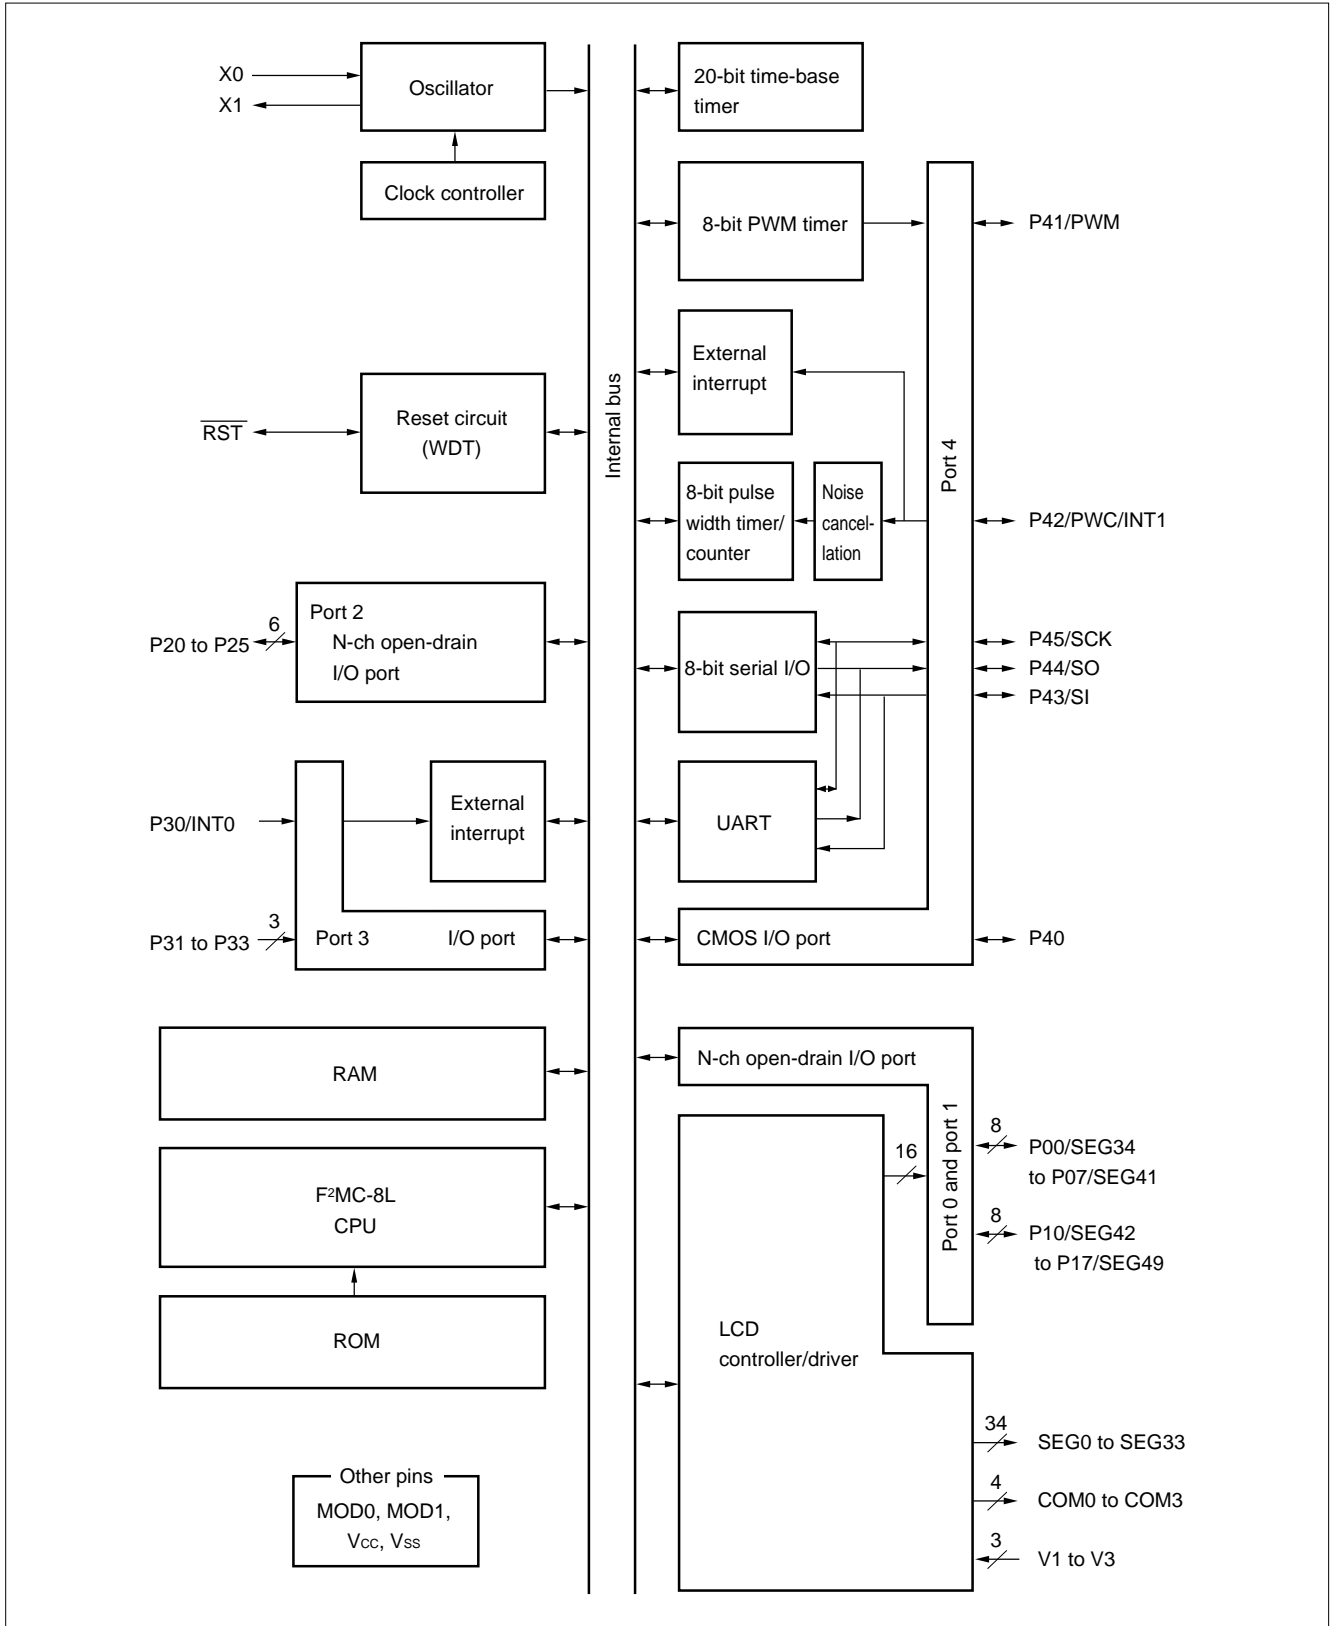 X0
X1
Oscillator
Clock controller
20-bit time-base
timer
8-bit PWM timer
P41/PWM
External
interrupt
RST
Reset circuit
(WDT)
Internal bus
Port 4
8-bit pulse
width timer/
counter
Noise
cancel-
lation
P42/PWC/INT1
P20 to P25
6
Port 2
N-ch open-drain
I/O port
8-bit serial I/O
P45/SCK
P44/SO
P43/SI
P30/INT0
External
interrupt
UART
P31 to P33
3
Port 3
I/O port
CMOS I/O port
P40
RAM
N-ch open-drain I/O port
Port 0 and port 1
F2MC-8L
CPU
16
8
P00/SEG34
to P07/SEG41
8
P10/SEG42
to P17/SEG49
ROM
LCD
controller/driver
34
SEG0 to SEG33
4
COM0 to COM3
3
V1 to V3
Other pins
MOD0, MOD1,
VCC, VSS